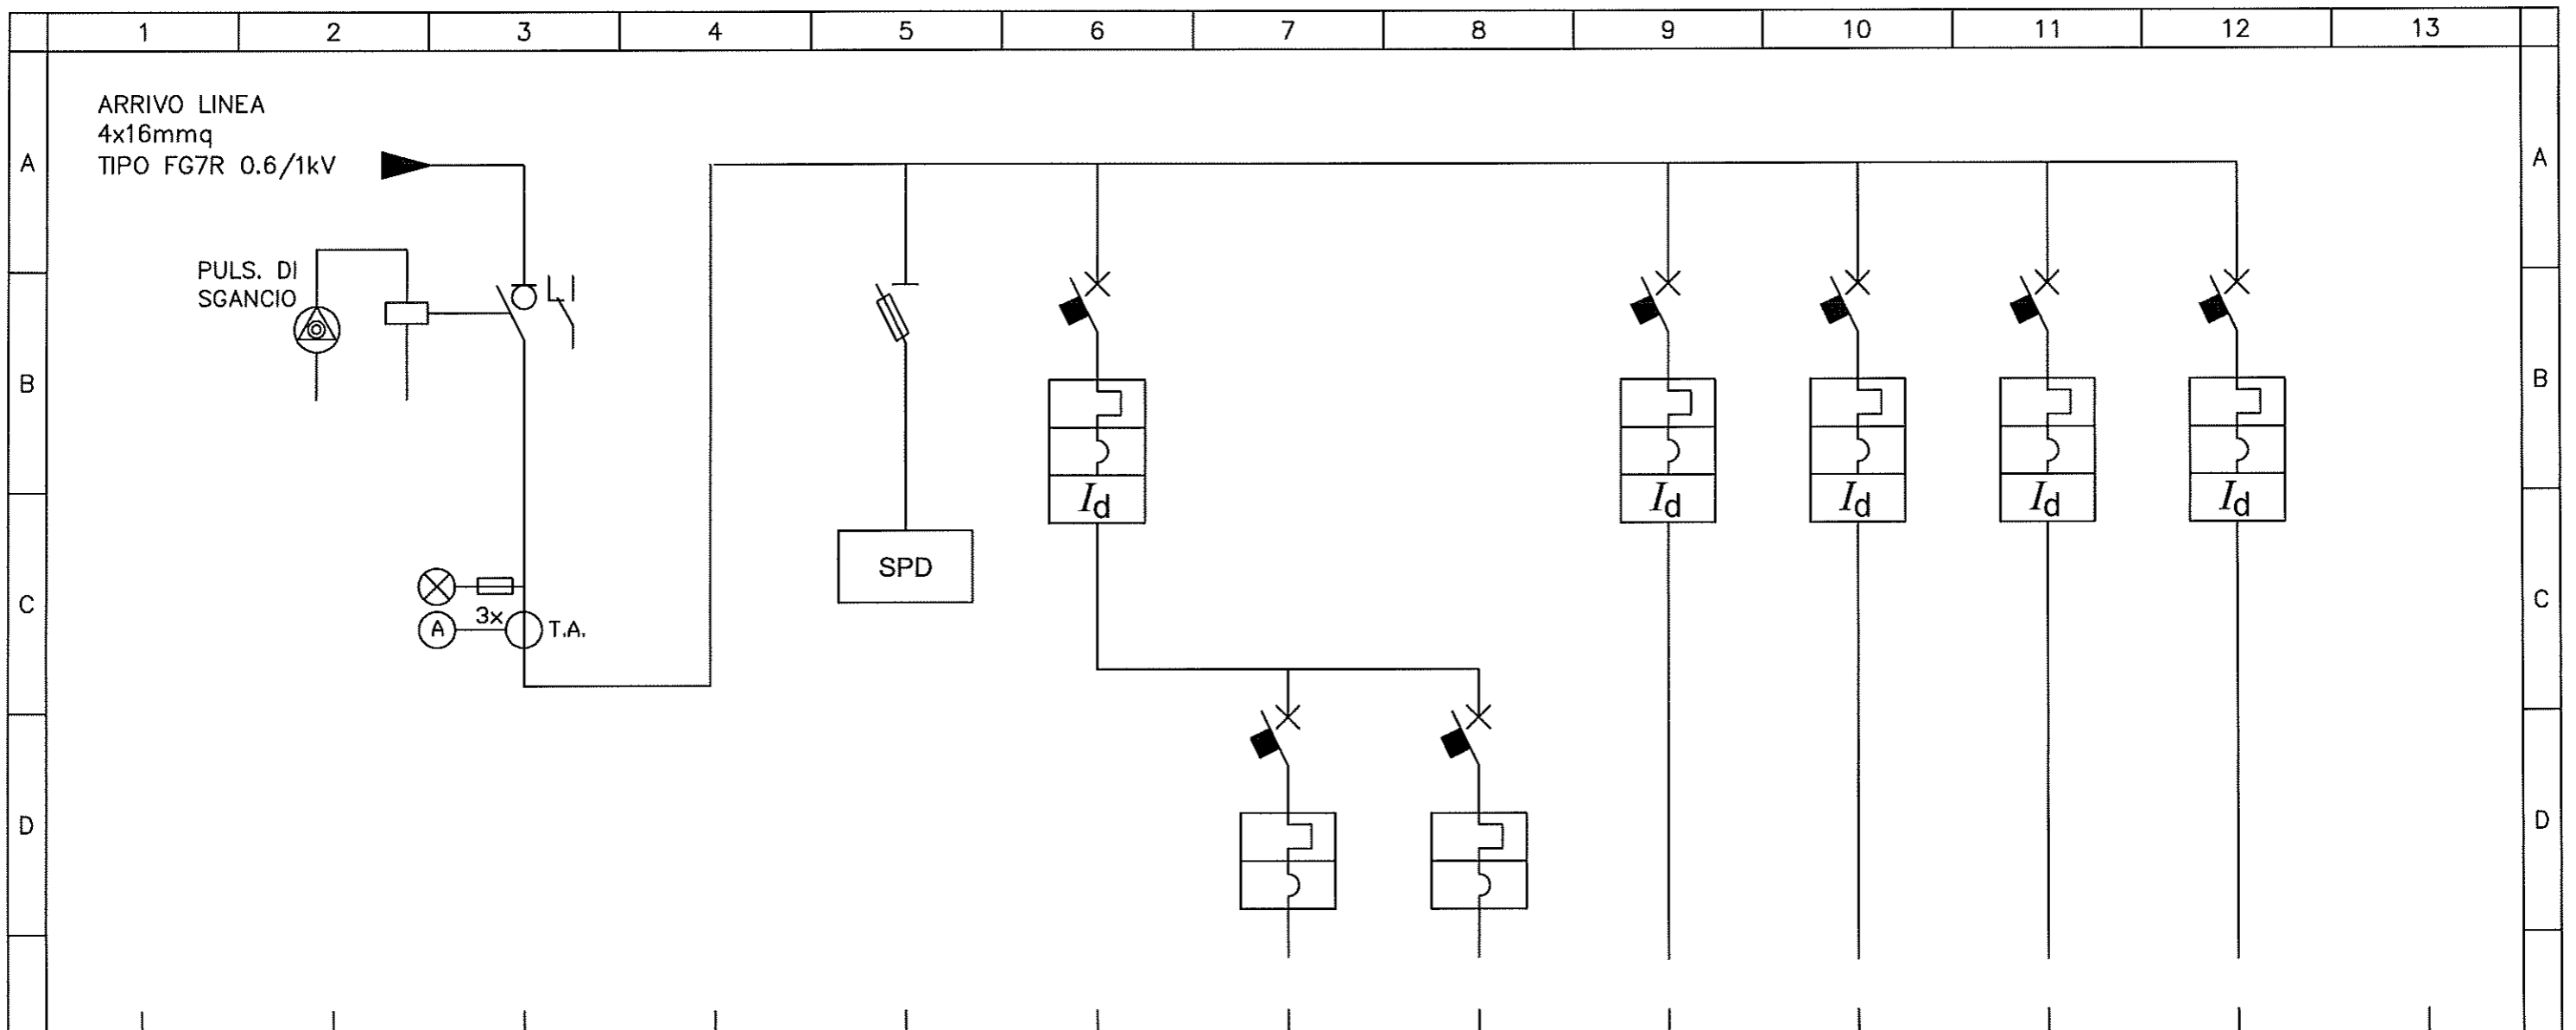 1 2 3 4 5 6 7 8 9 10 11 12 13
ARRIVO LINEA
4x16mmq
TIPO FG7R 0.6/1kV
A A
PULS. DI
SGANCIO
B B
Id Id Id Id Id
SPD
C C
3x
A T.A.
D D